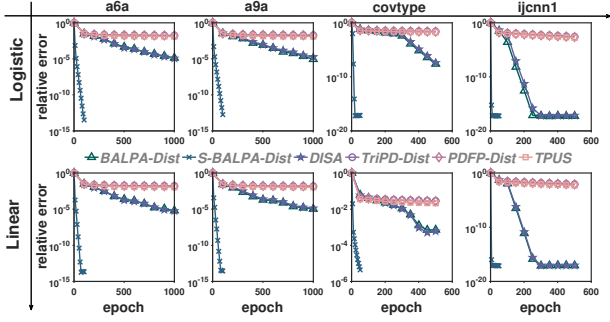 a6a a9a covtype ijcnn1
Logistic
relative error
10^0 10^-5 10^-10 10^-15
0 500 1000
10^0 10^-5 10^-10 10^-15
0 500 1000
10^0 10^-10 10^-20
0 200 400 600
10^0 10^-10 10^-20
0 200 400 600
BALPA-Dist S-BALPA-Dist DISA TriPD-Dist PDFP-Dist TPUS
Linear
relative error
10^0 10^-5 10^-10 10^-15
0 500 1000
10^0 10^-5 10^-10 10^-15
0 500 1000
10^0 10^-2 10^-4 10^-6
0 200 400 600
10^0 10^-10 10^-20
0 200 400 600
epoch epoch epoch epoch